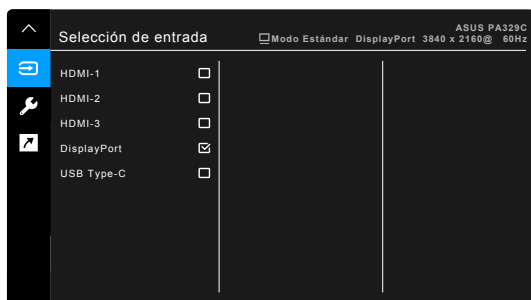 ASUS PA329C
Selección de entrada
Modo Estándar DisplayPort 3840 x 2160@ 60Hz
HDMI-1
HDMI-2
HDMI-3
DisplayPort
USB Type-C